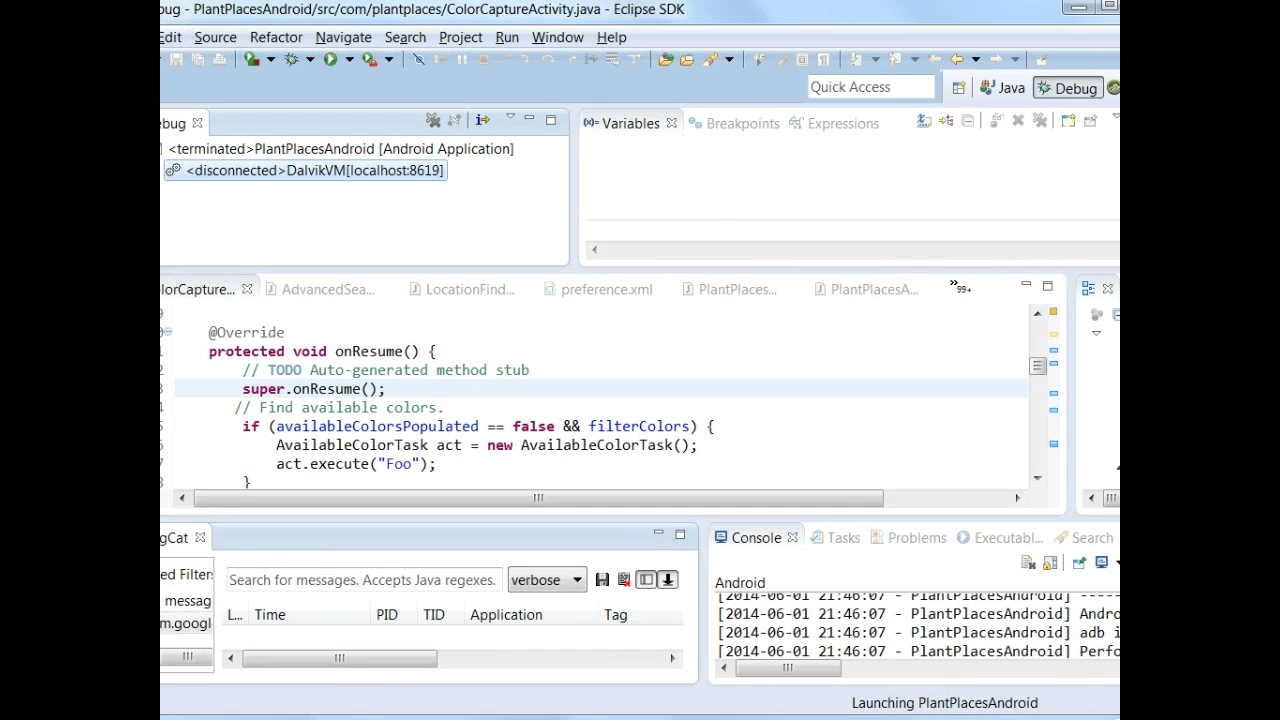 bug - PlantPlacesAndroid/src/com/plantplaces/ColorCaptureActivity.java - Eclipse SDK
Edit Source Refactor Navigate Search Project Run Window Help
Quick Access
Java
Debug
bug
Variables
Breakpoints
Expressions
<terminated>PlantPlacesAndroid [Android Application]
<disconnected>DalvikVM[localhost:8619]
olorCapture...
AdvancedSea...
LocationFind...
preference.xml
PlantPlaces...
PlantPlacesA...
99+
@Override
protected void onResume() {
// TODO Auto-generated method stub
super.onResume();
// Find available colors.
if (availableColorsPopulated == false && filterColors) {
AvailableColorTask act = new AvailableColorTask();
act.execute("Foo");
}
gCat
ed Filters
Search for messages. Accepts Java regexes.
verbose
messag
m.googl
L... Time PID TID Application Tag
Console
Tasks
Problems
Executabl...
Search
Android
[2014-06-01 21:46:07 - PlantPlacesAndroid] -----
[2014-06-01 21:46:07 - PlantPlacesAndroid] Andro
[2014-06-01 21:46:07 - PlantPlacesAndroid] adb i
[2014-06-01 21:46:07 - PlantPlacesAndroid] Perfo
Launching PlantPlacesAndroid